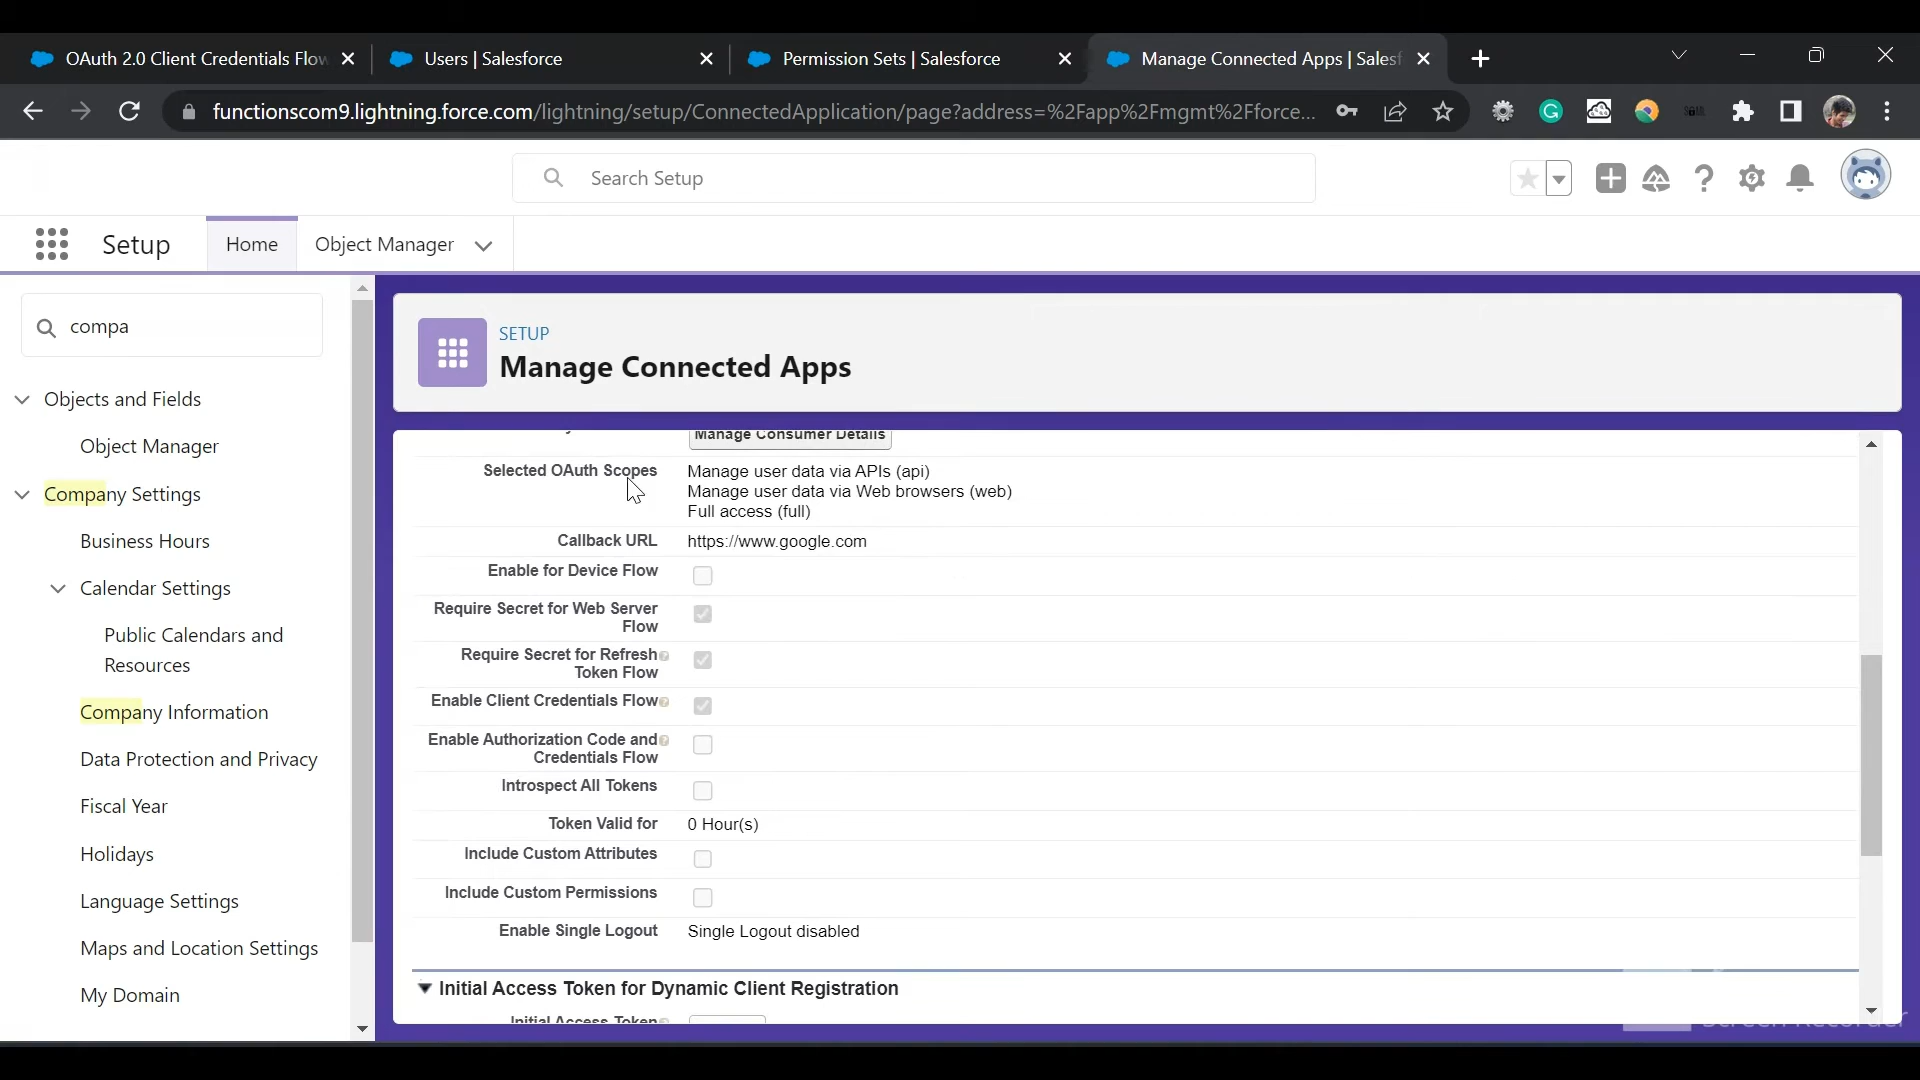 OAuth 2.0 Client Credentials Flow
Users | Salesforce
Permission Sets | Salesforce
Manage Connected Apps | Salesf
functionscom9.lightning.force.com/lightning/setup/ConnectedApplication/page?address=%2Fapp%2Fmgmt%2Fforce...
Search Setup
Setup
Home
Object Manager
compa
Objects and Fields
Object Manager
Company Settings
Business Hours
Calendar Settings
Public Calendars and
Resources
Company Information
Data Protection and Privacy
Fiscal Year
Holidays
Language Settings
Maps and Location Settings
My Domain
SETUP
Manage Connected Apps
Manage Consumer Details
Selected OAuth Scopes
Manage user data via APIs (api)
Manage user data via Web browsers (web)
Full access (full)
Callback URL
https://www.google.com
Enable for Device Flow
Require Secret for Web Server
Flow
Require Secret for Refresh
Token Flow
Enable Client Credentials Flow
Enable Authorization Code and
Credentials Flow
Introspect All Tokens
Token Valid for
0 Hour(s)
Include Custom Attributes
Include Custom Permissions
Enable Single Logout
Single Logout disabled
Initial Access Token for Dynamic Client Registration
Initial Access Token
Screen Recorder